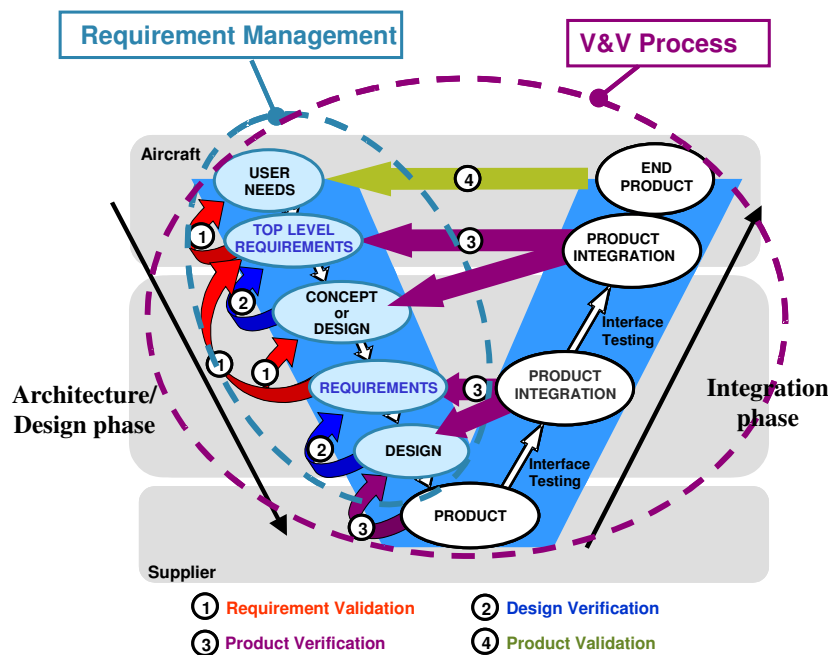 Requirement Management
V&V Process
Aircraft
USER
NEEDS
4
END
PRODUCT
1
TOP LEVEL
REQUIREMENTS
3
PRODUCT
INTEGRATION
2
CONCEPT
or
DESIGN
Interface
Testing
1
1
Architecture/
Design phase
REQUIREMENTS
3
PRODUCT
INTEGRATION
Integration
phase
2
DESIGN
Interface
Testing
3
PRODUCT
Supplier
1 Requirement Validation
2 Design Verification
3 Product Verification
4 Product Validation